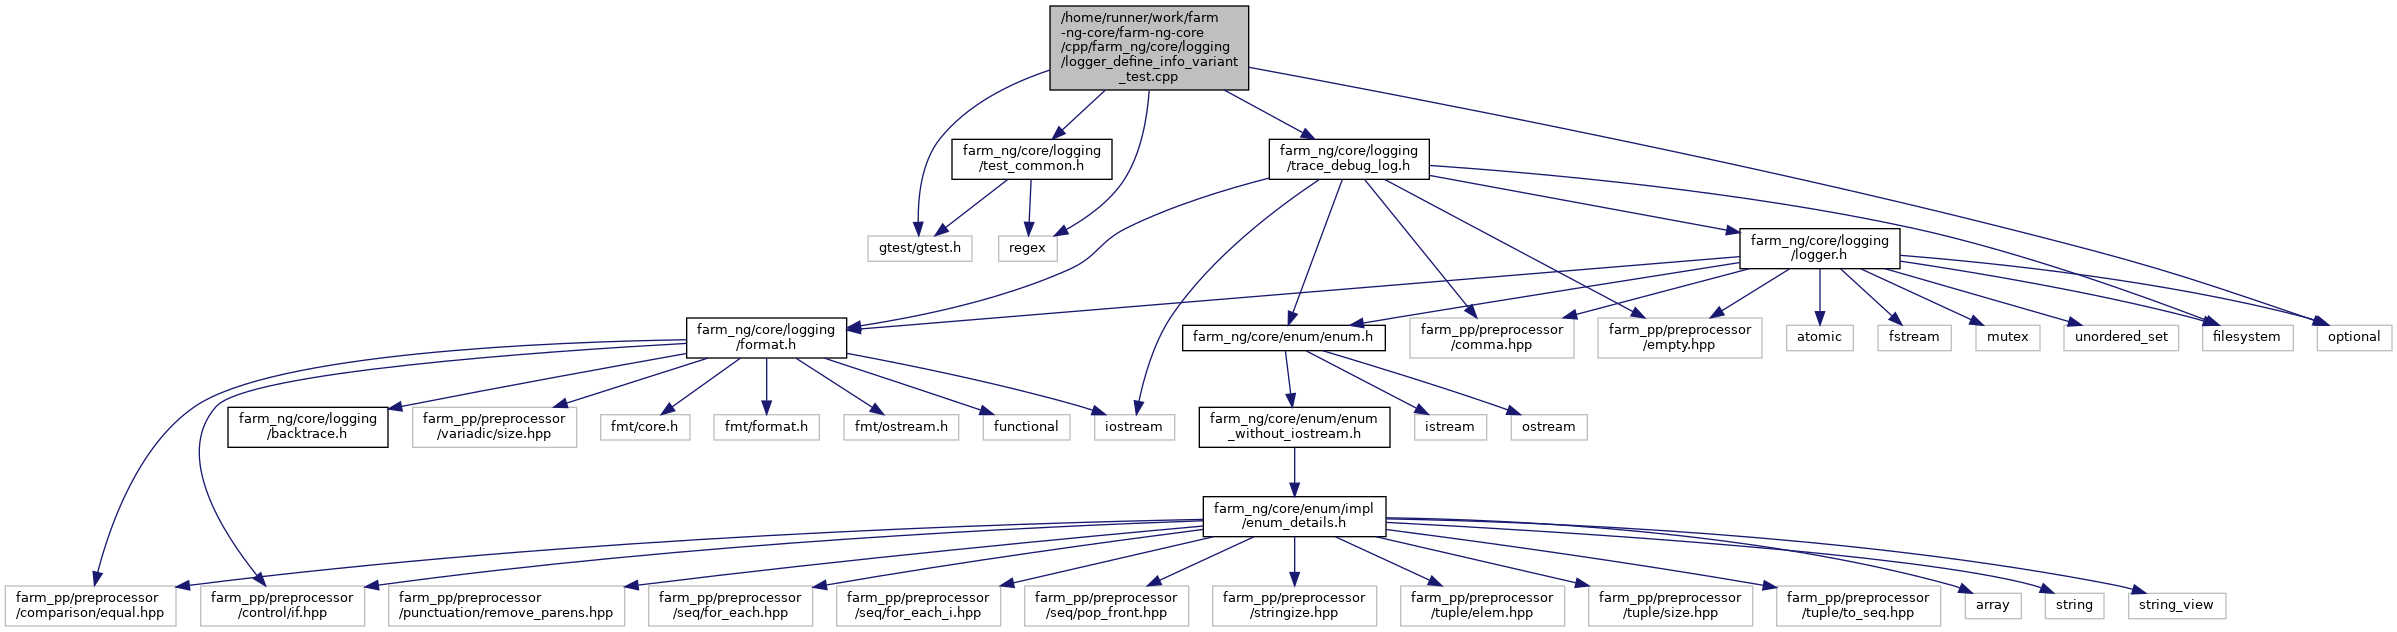 /home/runner/work/farm
-ng-core/farm-ng-core
/cpp/farm_ng/core/logging
/logger_define_info_variant
_test.cpp
farm_ng/core/logging
/test_common.h
farm_ng/core/logging
/trace_debug_log.h
gtest/gtest.h
regex
farm_ng/core/logging
/logger.h
farm_ng/core/logging
/format.h
farm_ng/core/enum/enum.h
farm_pp/preprocessor
/comma.hpp
farm_pp/preprocessor
/empty.hpp
atomic
fstream
mutex
unordered_set
filesystem
optional
farm_ng/core/logging
/backtrace.h
farm_pp/preprocessor
/variadic/size.hpp
fmt/core.h
fmt/format.h
fmt/ostream.h
functional
iostream
farm_ng/core/enum/enum
_without_iostream.h
istream
ostream
farm_ng/core/enum/impl
/enum_details.h
farm_pp/preprocessor
/comparison/equal.hpp
farm_pp/preprocessor
/control/if.hpp
farm_pp/preprocessor
/punctuation/remove_parens.hpp
farm_pp/preprocessor
/seq/for_each.hpp
farm_pp/preprocessor
/seq/for_each_i.hpp
farm_pp/preprocessor
/seq/pop_front.hpp
farm_pp/preprocessor
/stringize.hpp
farm_pp/preprocessor
/tuple/elem.hpp
farm_pp/preprocessor
/tuple/size.hpp
farm_pp/preprocessor
/tuple/to_seq.hpp
array
string
string_view